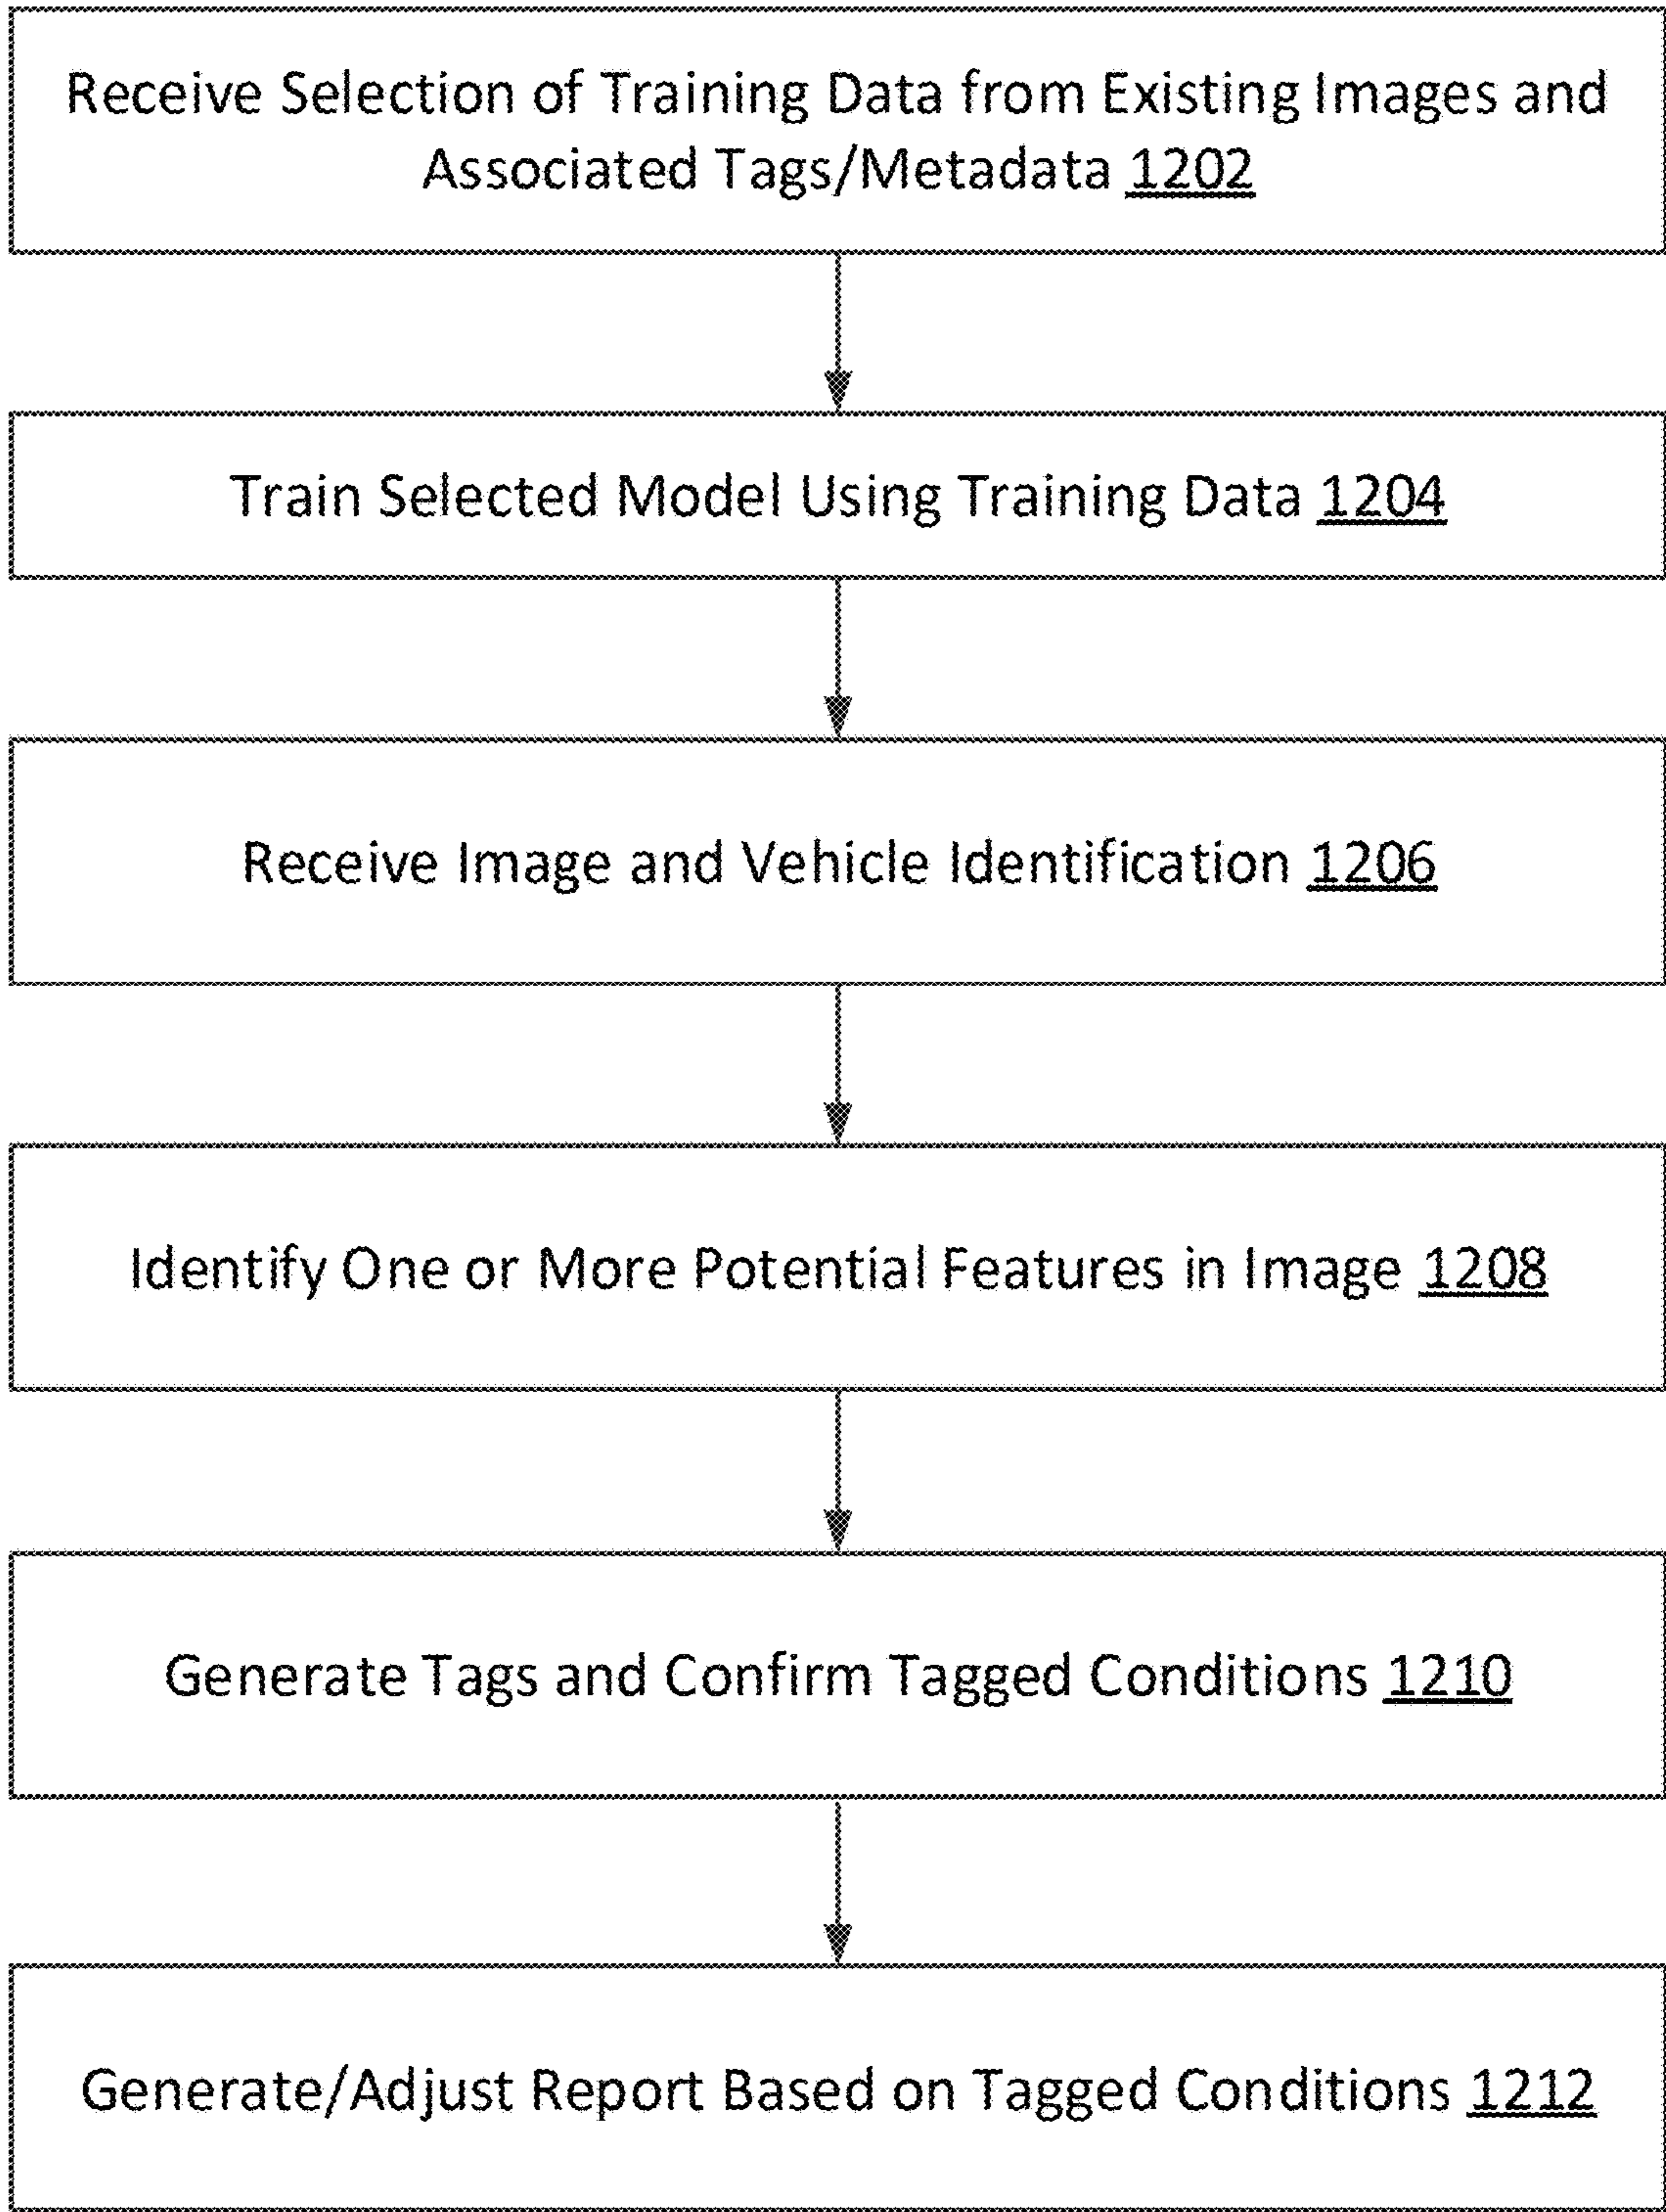 Receive Selection of Training Data from Existing Images and
Associated Tags/Metadata 1202
Train Selected Model Using Training Data 1204
Receive Image and Vehicle Identification 1206
Identify One or More Potential Features in Image 1208
Generate Tags and Confirm Tagged Conditions 1210
Generate/Adjust Report Based on Tagged Conditions 1212